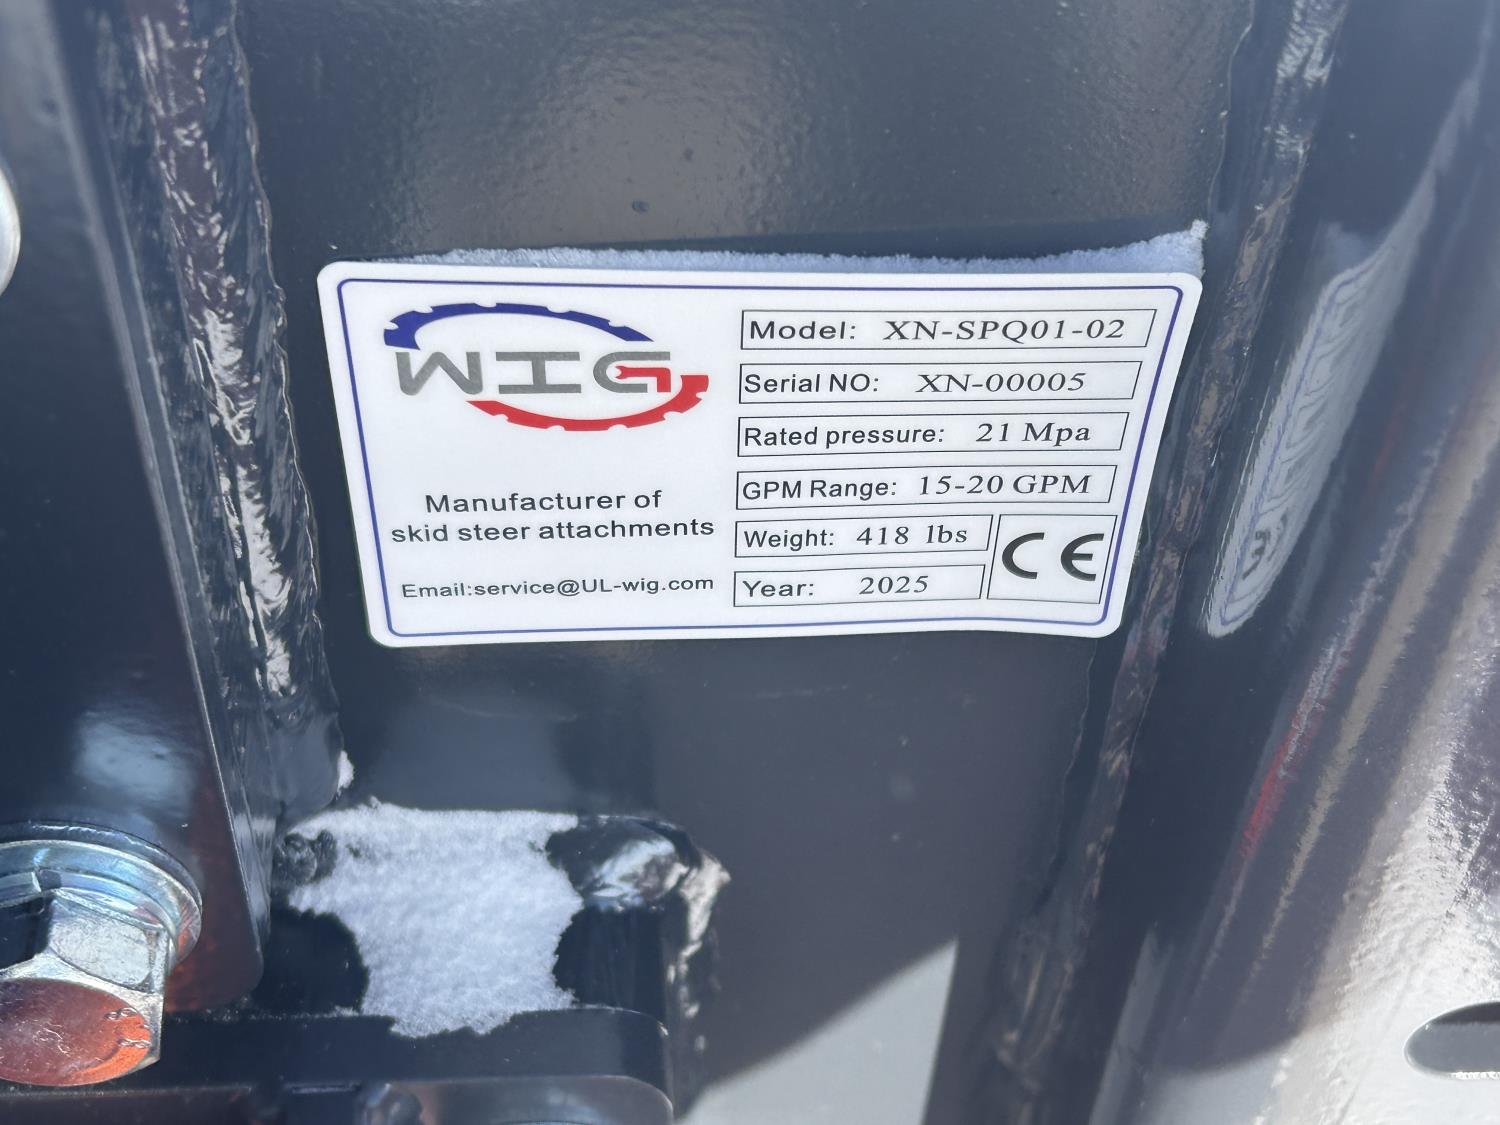 WIG
Manufacturer of
skid steer attachments
Email:service@UL-wig.com
Model: XN-SPQ01-02
Serial NO: XN-00005
Rated pressure: 21 Mpa
GPM Range: 15-20 GPM
Weight: 418 lbs
CE
Year: 2025